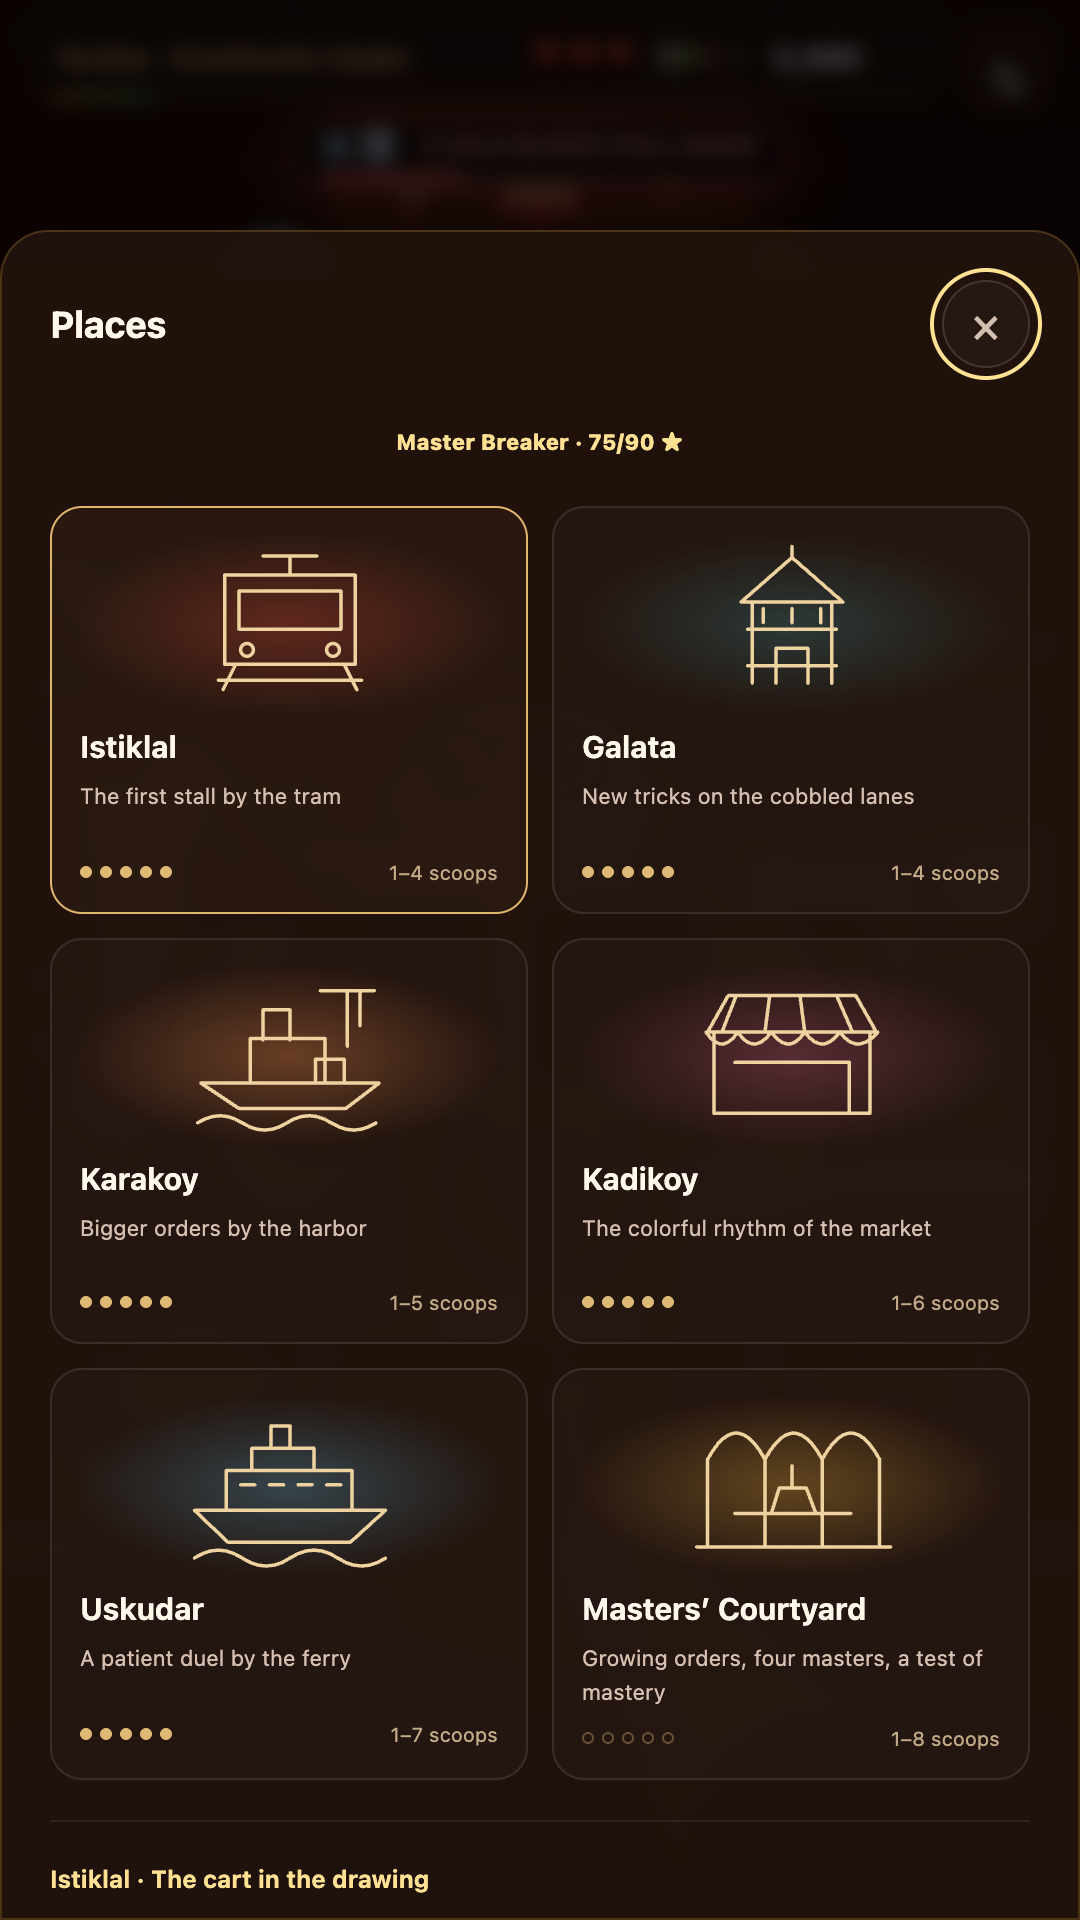 Places
Master Breaker · 75/90 ★
Istiklal
The first stall by the tram
1–4 scoops
Galata
New tricks on the cobbled lanes
1–4 scoops
Karakoy
Bigger orders by the harbor
1–5 scoops
Kadikoy
The colorful rhythm of the market
1–6 scoops
Uskudar
A patient duel by the ferry
1–7 scoops
Masters’ Courtyard
Growing orders, four masters, a test of
mastery
1–8 scoops
Istiklal · The cart in the drawing